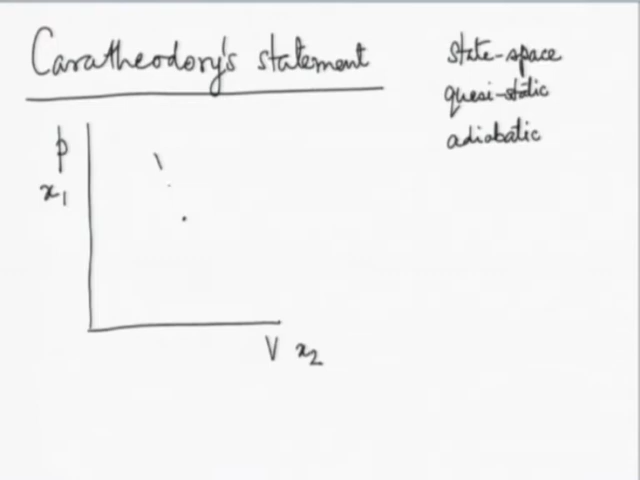 Caratheodory's statement
state-space
quasi-static
adiabatic
p
x1
V x2